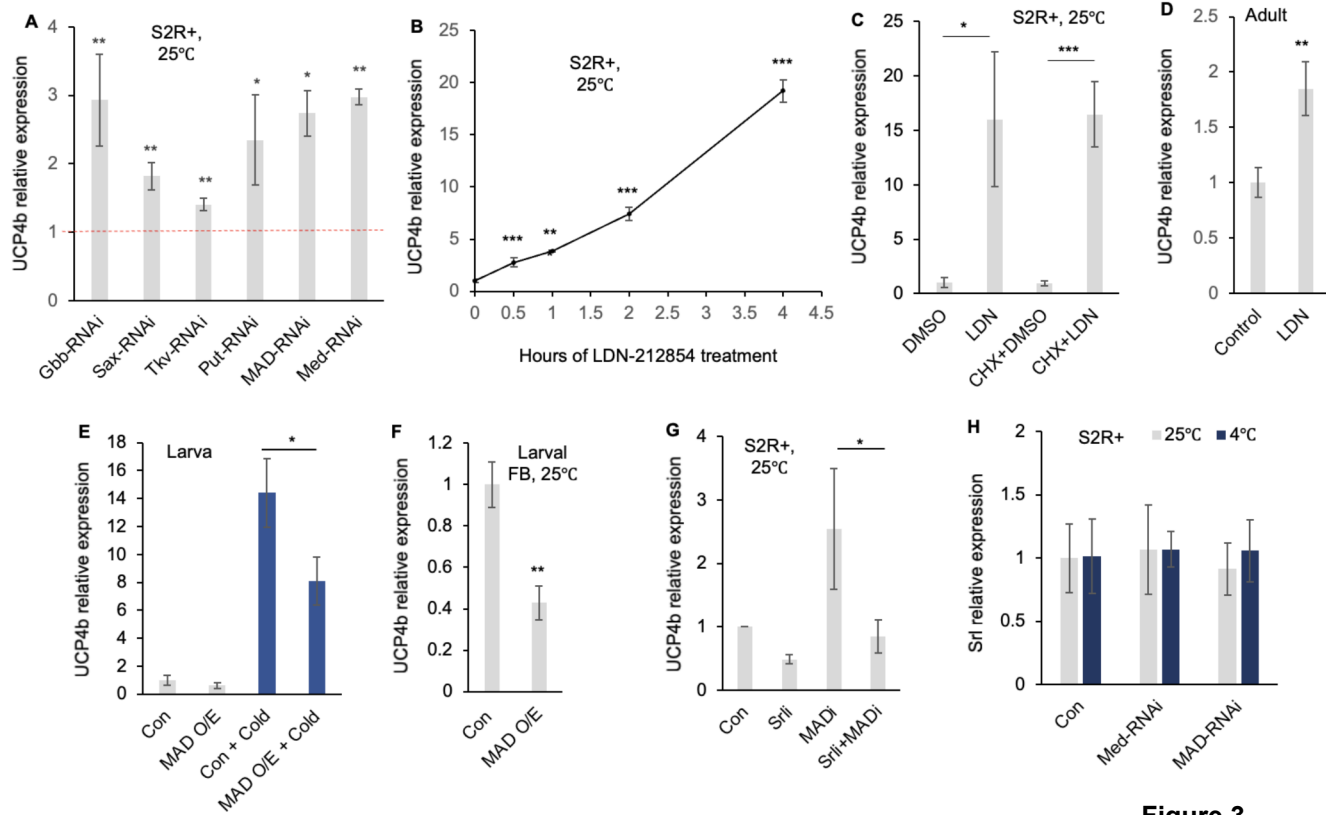 A
S2R+,
25°C
UCP4b relative expression
4
3
2
1
0
**
**
**
*
*
**
Gbb-RNAi
Sax-RNAi
Tkv-RNAi
Put-RNAi
MAD-RNAi
Med-RNAi
B
S2R+,
25°C
UCP4b relative expression
25
20
15
10
5
0
***
**
***
***
0 0.5 1 1.5 2 2.5 3 3.5 4 4.5
Hours of LDN-212854 treatment
C
S2R+, 25°C
UCP4b relative expression
25
20
15
10
5
0
*
***
DMSO
LDN
CHX+DMSO
CHX+LDN
D
Adult
UCP4b relative expression
2.5
2
1.5
1
0.5
0
**
Control
LDN
E
Larva
UCP4b relative expression
18
16
14
12
10
8
6
4
2
0
*
Con
MAD O/E
Con + Cold
MAD O/E + Cold
F
Larval
FB, 25°C
UCP4b relative expression
1.2
1
0.8
0.6
0.4
0.2
0
**
Con
MAD O/E
G
S2R+,
25°C
UCP4b relative expression
4
3
2
1
0
*
Con
Srli
MADi
Srli+MADi
H
S2R+
25°C
4°C
Srl relative expression
2
1.5
1
0.5
0
Con
Med-RNAi
MAD-RNAi
Figure 3